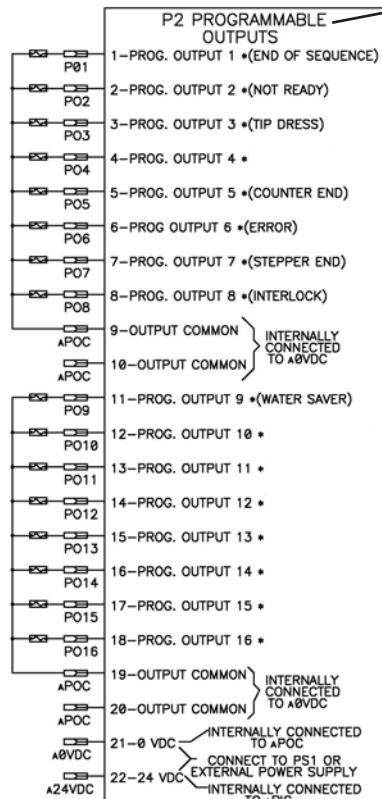 P2 PROGRAMMABLE
OUTPUTS
1-PROG. OUTPUT 1 *(END OF SEQUENCE)
PO1
2-PROG. OUTPUT 2 *(NOT READY)
PO2
3-PROG. OUTPUT 3 *(TIP DRESS)
PO3
4-PROG. OUTPUT 4 *
PO4
5-PROG. OUTPUT 5 *(COUNTER END)
PO5
6-PROG OUTPUT 6 *(ERROR)
PO6
7-PROG. OUTPUT 7 *(STEPPER END)
PO7
8-PROG. OUTPUT 8 *(INTERLOCK)
PO8
9-OUTPUT COMMON
APOC
10-OUTPUT COMMON
APOC
INTERNALLY
CONNECTED
TO A0VDC
11-PROG. OUTPUT 9 *(WATER SAVER)
PO9
12-PROG. OUTPUT 10 *
PO10
13-PROG. OUTPUT 11 *
PO11
14-PROG. OUTPUT 12 *
PO12
15-PROG. OUTPUT 13 *
PO13
16-PROG. OUTPUT 14 *
PO14
17-PROG. OUTPUT 15 *
PO15
18-PROG. OUTPUT 16 *
PO16
19-OUTPUT COMMON
APOC
20-OUTPUT COMMON
APOC
INTERNALLY
CONNECTED
TO A0VDC
21-0 VDC
A0VDC
INTERNALLY CONNECTED
TO APOC
CONNECT TO PS1 OR
EXTERNAL POWER SUPPLY
22-24 VDC
A24VDC
INTERNALLY CONNECTED